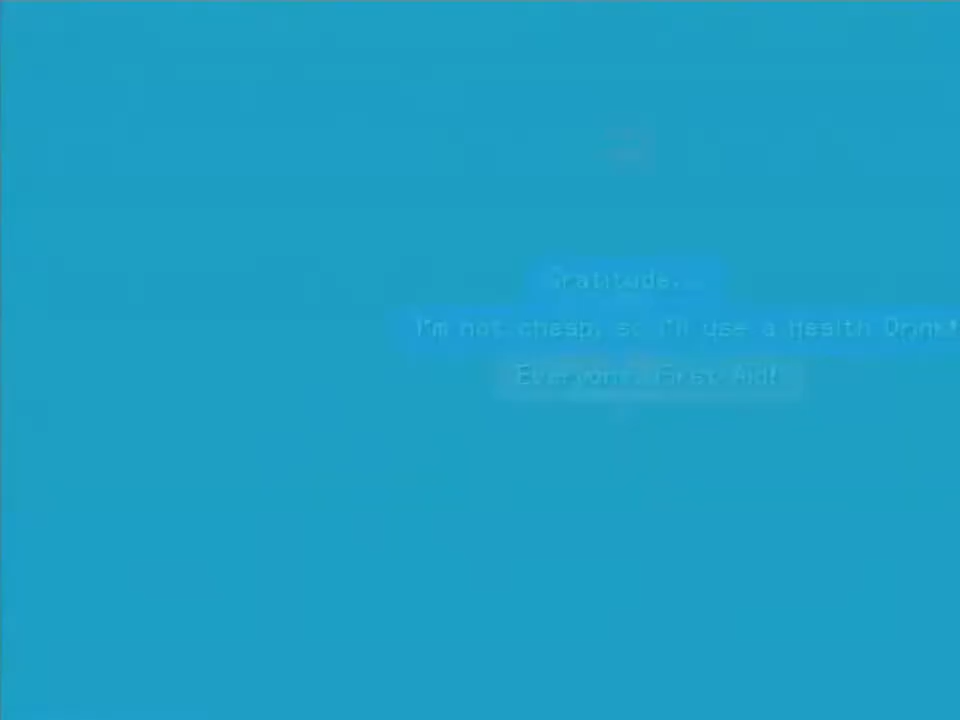 Gratitude...
I'm not cheap, so I'll use a Health Drink!
Everyone, First Aid!